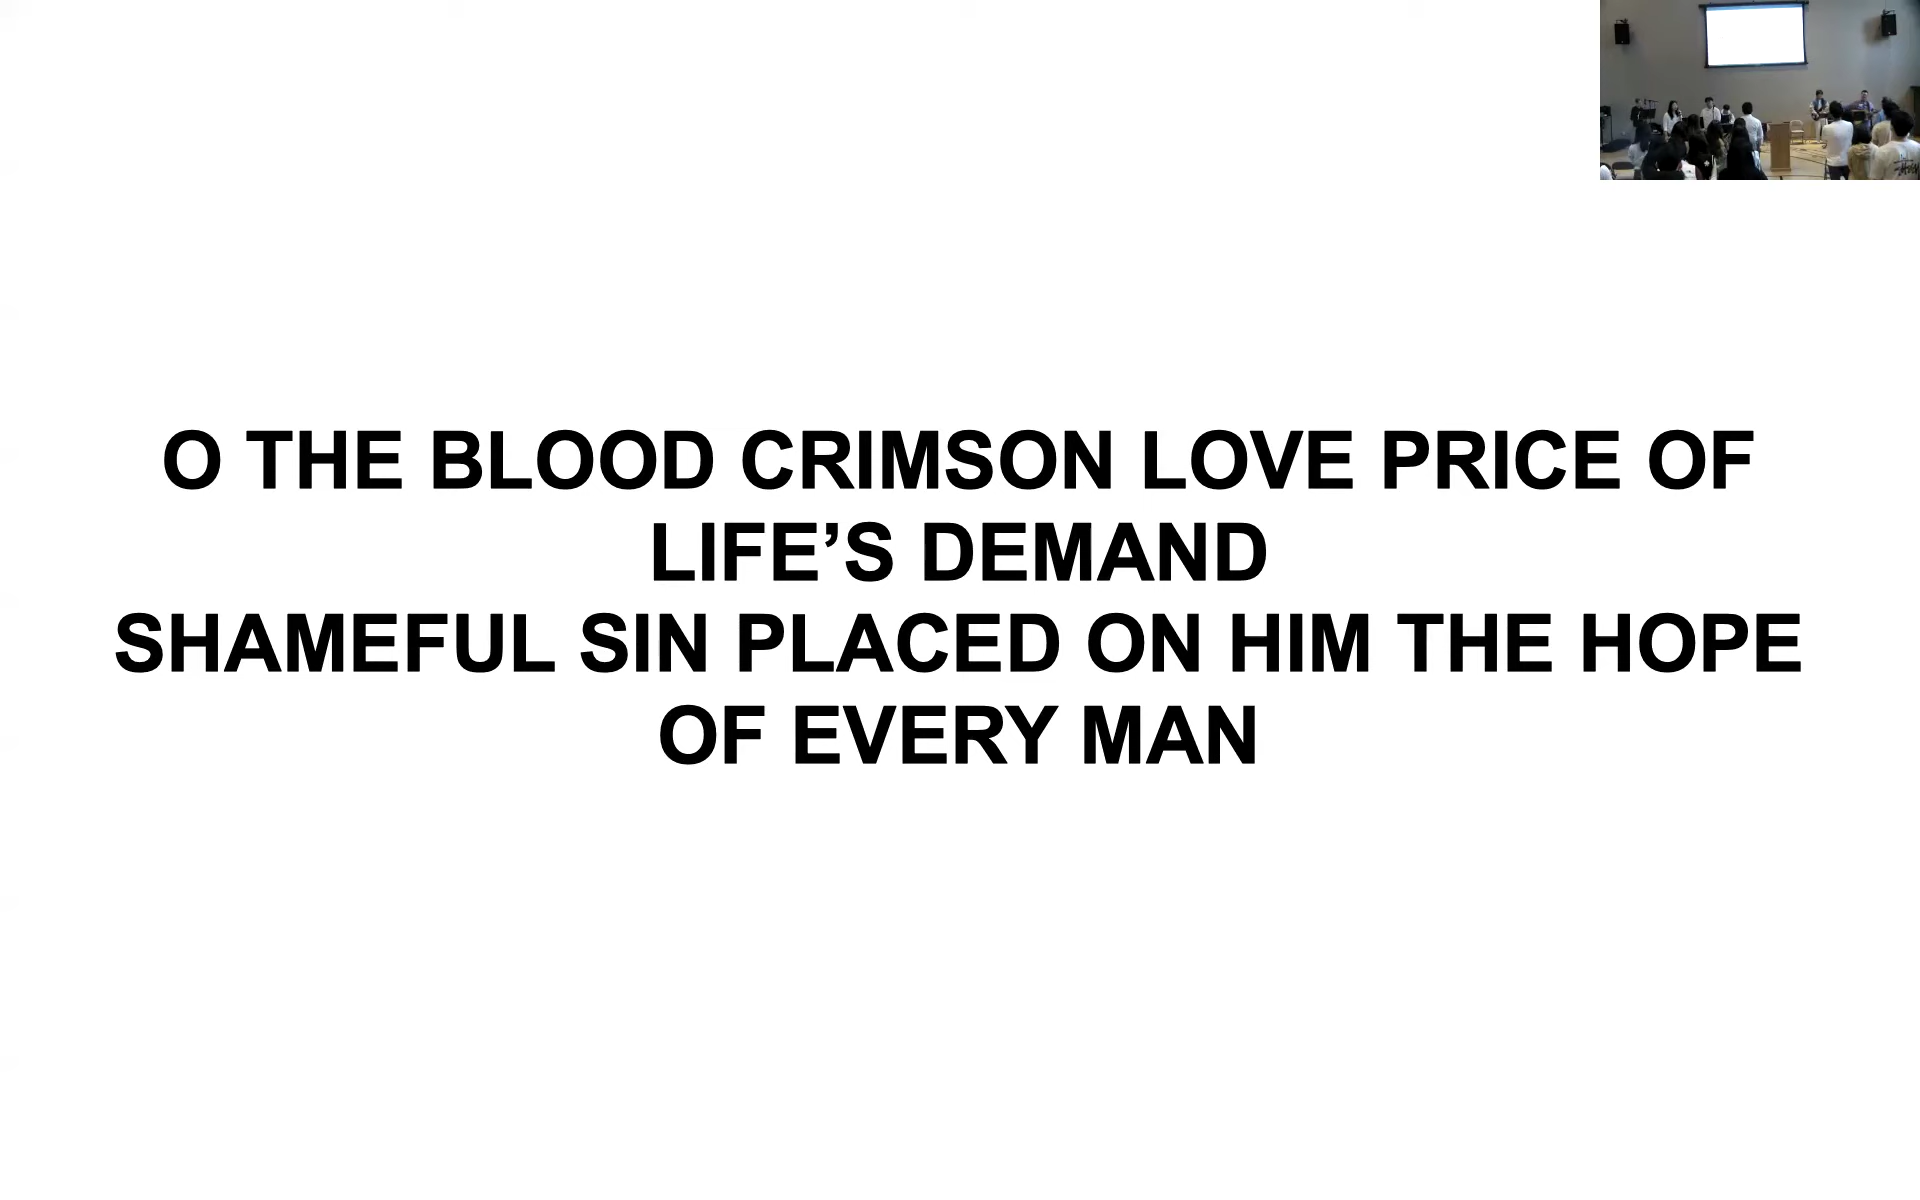 O THE BLOOD CRIMSON LOVE PRICE OF
LIFE’S DEMAND
SHAMEFUL SIN PLACED ON HIM THE HOPE
OF EVERY MAN